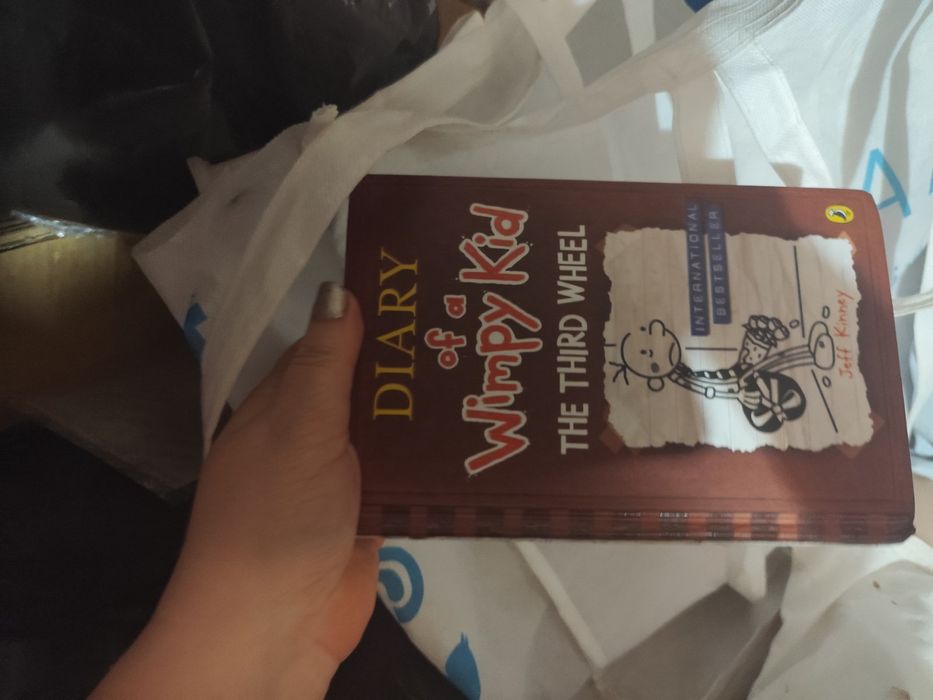 DIARY
of a
Wimpy Kid
THE THIRD WHEEL
INTERNATIONAL
BESTSELLER
Jeff Kinney
A